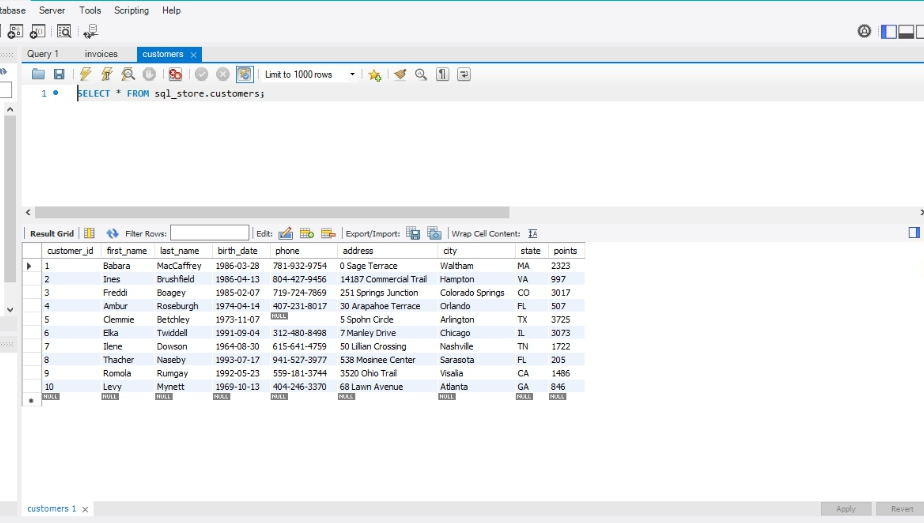 tabase Server Tools Scripting Help
Query 1 invoices customers ×
Limit to 1000 rows
1 SELECT * FROM sql_store.customers;
Result Grid Filter Rows: Edit: Export/Import: Wrap Cell Content: IA
customer_id first_name last_name birth_date phone address city state points
1 Babara MacCaffrey 1986-03-28 781-932-9754 0 Sage Terrace Waltham MA 2323
2 Ines Brushfield 1986-04-13 804-427-9456 14187 Commercial Trail Hampton VA 997
3 Freddi Boagey 1985-02-07 719-724-7869 251 Springs Junction Colorado Springs CO 3017
4 Ambur Roseburgh 1974-04-14 407-231-8017 30 Arapahoe Terrace Orlando FL 507
5 Clemmie Betchley 1973-11-07 NULL 5 Spohn Circle Arlington TX 3725
6 Elka Twiddell 1991-09-04 312-480-8498 7 Manley Drive Chicago IL 3073
7 Ilene Dowson 1964-08-30 615-641-4759 50 Lillian Crossing Nashville TN 1722
8 Thacher Naseby 1993-07-17 941-527-3977 538 Mosinee Center Sarasota FL 205
9 Romola Rumgay 1992-05-23 559-181-3744 3520 Ohio Trail Visalia CA 1486
10 Levy Mynett 1969-10-13 404-246-3370 68 Lawn Avenue Atlanta GA 846
NULL NULL NULL NULL NULL NULL NULL NULL NULL
customers 1 × Apply Revert